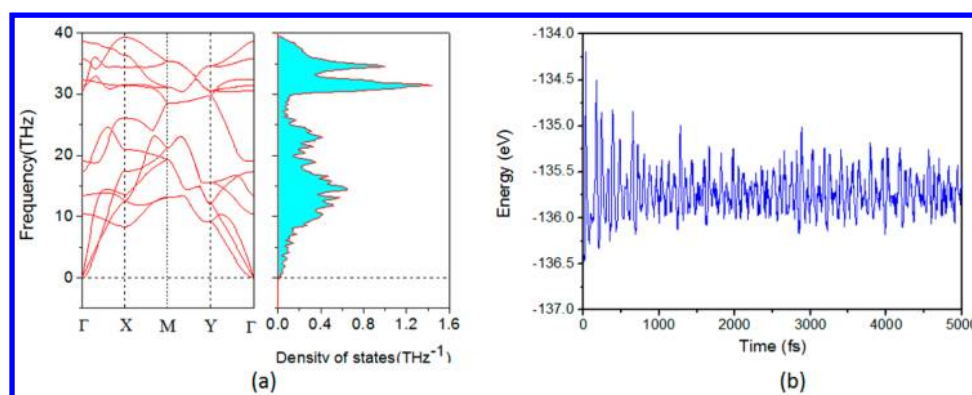 40
30
20
10
0
Frequency(THz)
Γ X M Y Γ
0.0 0.4 0.8 1.2 1.6
Density of states(THz-1)
(a)
-134.0
-134.5
-135.0
-135.5
-136.0
-136.5
-137.0
Energy (eV)
0 1000 2000 3000 4000 5000
Time (fs)
(b)